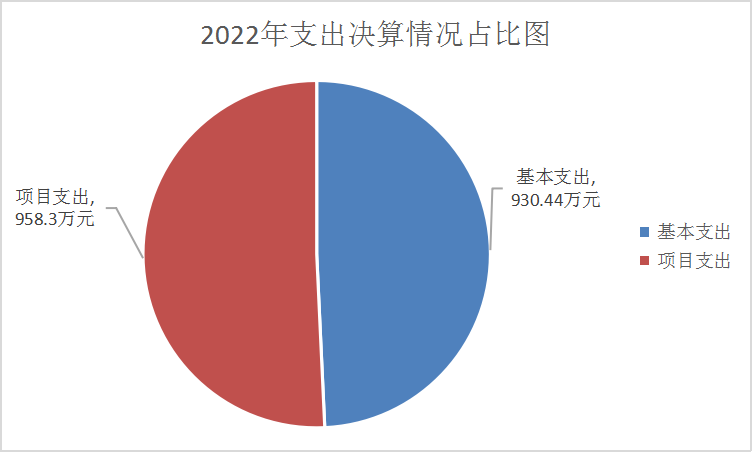 2022年支出决算情况占比图
项目支出,
958.3万元
基本支出,
930.44万元
基本支出
项目支出